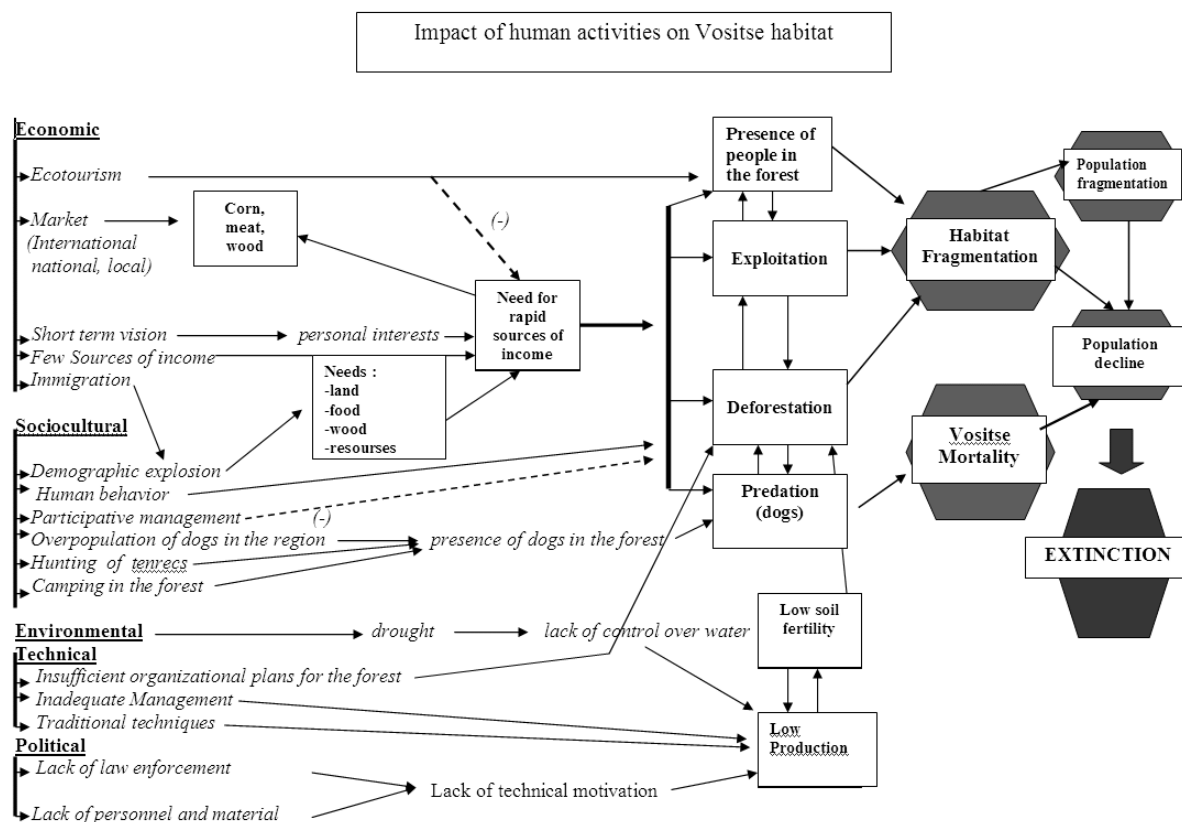 Impact of human activities on Vositse habitat
Economic
Ecotourism
Market
(International
national, local)
Corn,
meat,
wood
(-)
Short term vision
personal interests
Few Sources of income
Immigration
Need for
rapid
sources of
income
Needs :
-land
-food
-wood
-resourses
Sociocultural
Demographic explosion
Human behavior
Participative management
(-)
Overpopulation of dogs in the region
presence of dogs in the forest
Hunting of tenrecs
Camping in the forest
Environmental
drought
lack of control over water
Technical
Insufficient organizational plans for the forest
Inadequate Management
Traditional techniques
Political
Lack of law enforcement
Lack of technical motivation
Lack of personnel and material
Presence of
people in
the forest
Exploitation
Deforestation
Predation
(dogs)
Low soil
fertility
Low
Production
Habitat
Fragmentation
Vositse
Mortality
Population
fragmentation
Population
decline
EXTINCTION